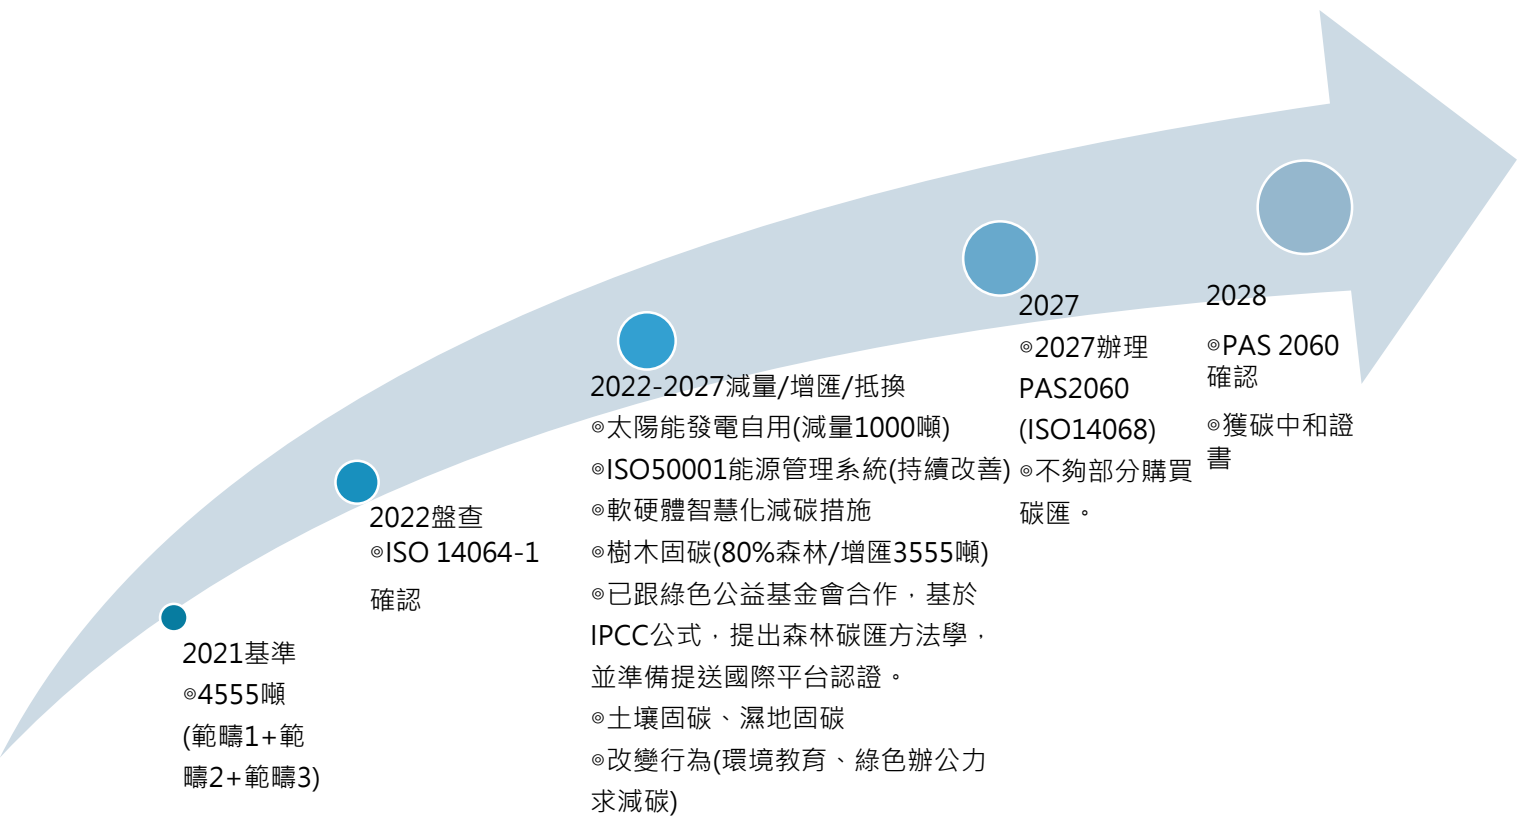 2021基準
◎4555噸
(範疇1+範
疇2+範疇3)
2022盤查
◎ISO 14064-1
確認
2022-2027減量/增匯/抵換
◎太陽能發電自用(減量1000噸)
◎ISO50001能源管理系統(持續改善)
◎軟硬體智慧化減碳措施
◎樹木固碳(80%森林/增匯3555噸)
◎已跟綠色公益基金會合作，基於
IPCC公式，提出森林碳匯方法學，
並準備提送國際平台認證。
◎土壤固碳、濕地固碳
◎改變行為(環境教育、綠色辦公力
求減碳)
2027
◎2027辦理
PAS2060
(ISO14068)
◎不夠部分購買
碳匯。
2028
◎PAS 2060
確認
◎獲碳中和證
書